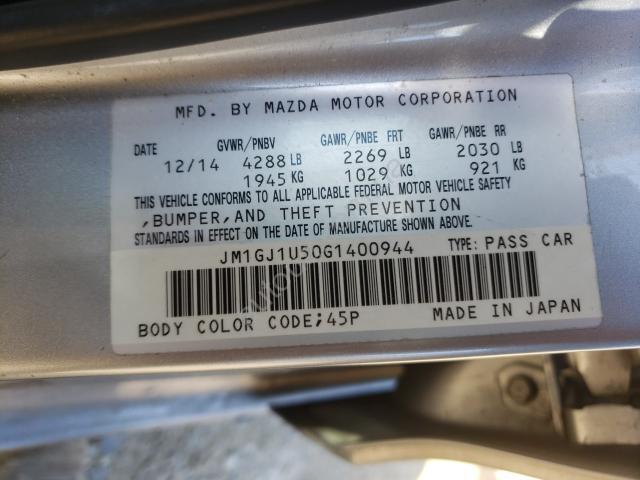 MFD. BY MAZDA MOTOR CORPORATION
DATE GVWR/PNBV GAWR/PNBE FRT GAWR/PNBE RR
12/14 4288 LB 2269 LB 2030 LB
1945 KG 1029 KG 921 KG
THIS VEHICLE CONFORMS TO ALL APPLICABLE FEDERAL MOTOR VEHICLE SAFETY
,BUMPER,AND THEFT PREVENTION
STANDARDS IN EFFECT ON THE DATE OF MANUFACTURE SHOWN ABOVE.
JM1GJ1U50G1400944 TYPE: PASS CAR
BODY COLOR CODE;45P MADE IN JAPAN